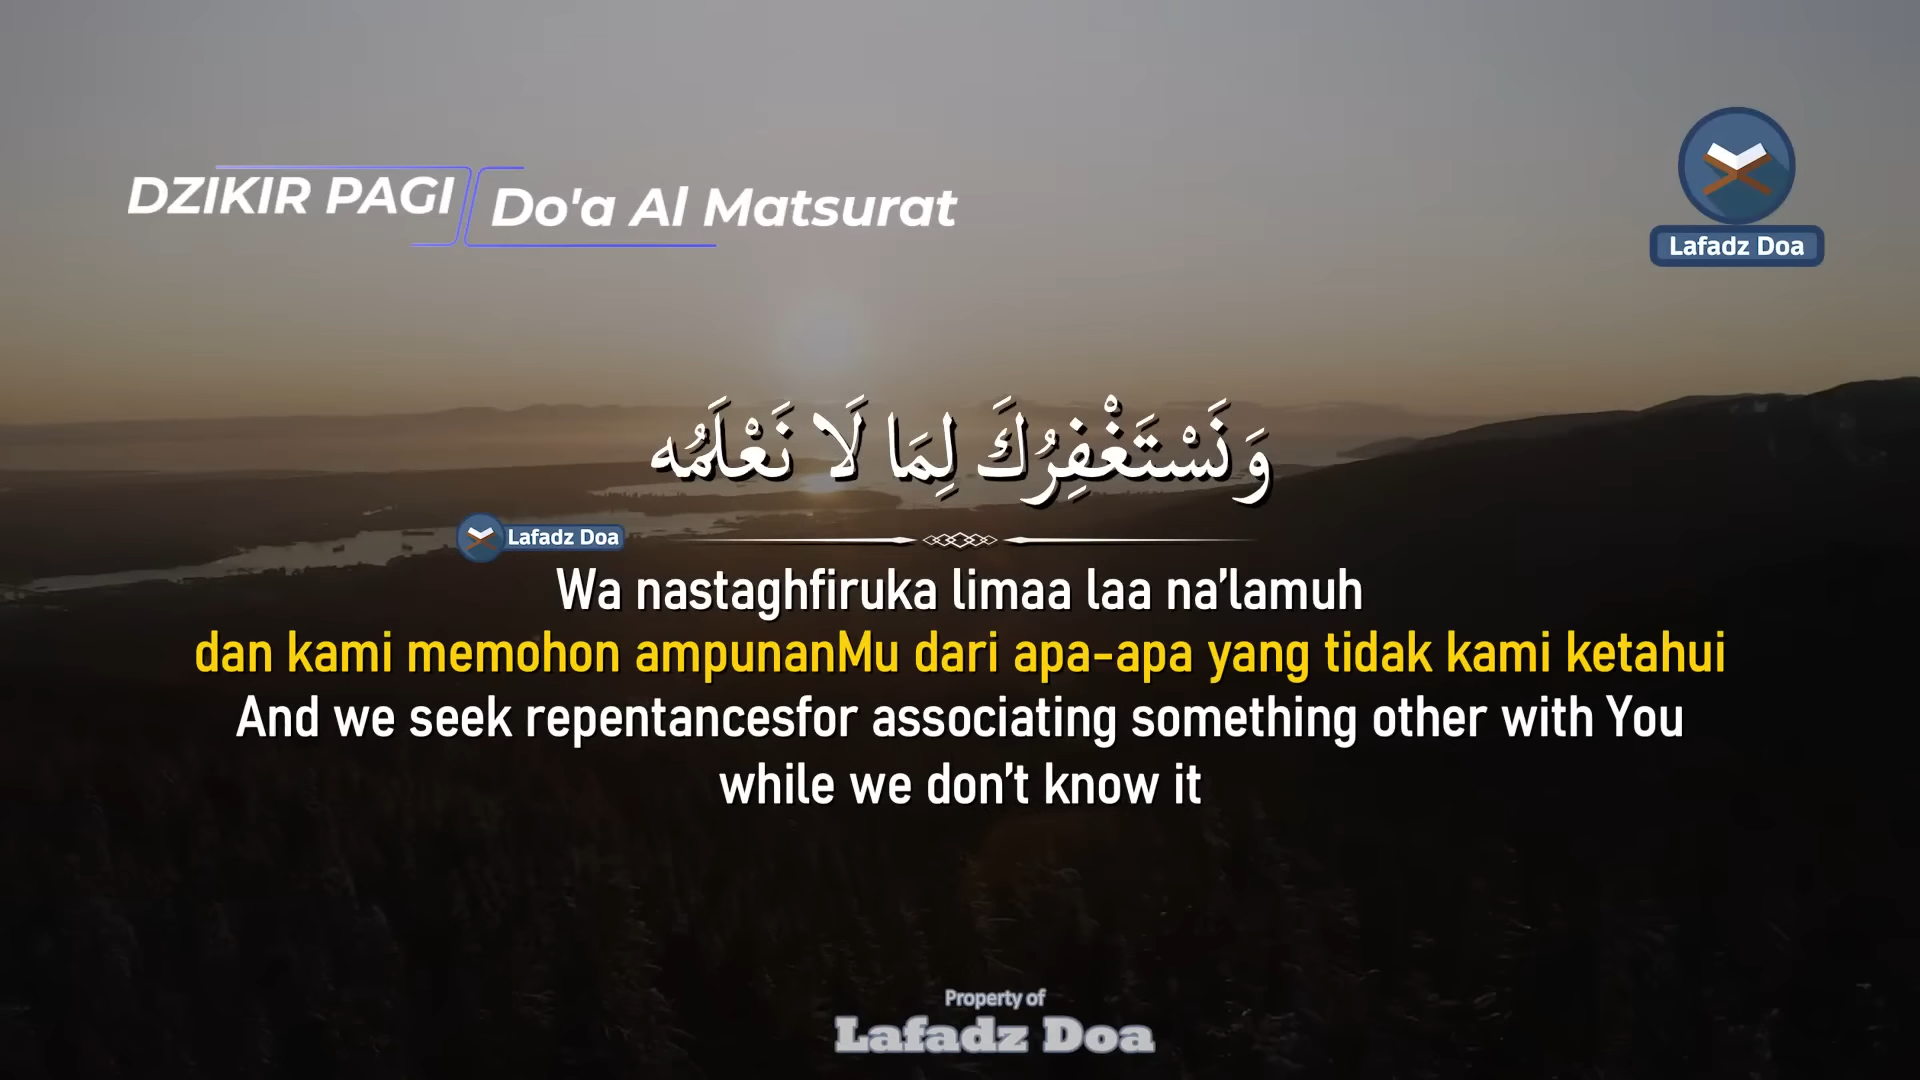 DZIKIR PAGI
Do'a Al Matsurat
Lafadz Doa
وَنَسْتَغْفِرُكَ لِمَا لَا نَعْلَمُه
Lafadz Doa
Wa nastaghfiruka limaa laa na’lamuh
dan kami memohon ampunanMu dari apa-apa yang tidak kami ketahui
And we seek repentancesfor associating something other with You
while we don’t know it
Property of
Lafadz Doa